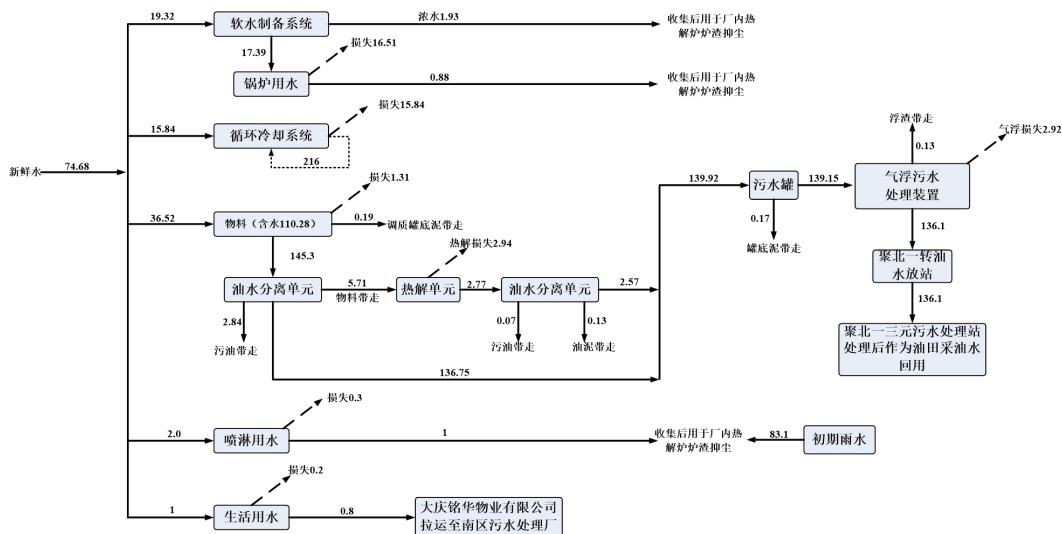 19.32
软水制备系统
浓水1.93
收集后用于厂内热
解炉炉渣抑尘
17.39
损失16.51
锅炉用水
0.88
收集后用于厂内热
解炉炉渣抑尘
15.84
循环冷却系统
损失15.84
216
新鲜水
74.68
36.52
物料（含水110.28）
损失1.31
0.19
调质罐底泥带走
145.3
油水分离单元
5.71
物料带走
热解损失2.94
热解单元
2.77
油水分离单元
2.57
2.84
污油带走
0.07
污油带走
0.13
油泥带走
136.75
139.92
污水罐
139.15
0.17
罐底泥带走
浮渣带走
0.13
气浮损失2.92
气浮污水
处理装置
136.1
聚北一转油
水放站
136.1
聚北一三元污水处理站
处理后作为油田采油水
回用
2.0
喷淋用水
损失0.3
1
收集后用于厂内热
解炉炉渣抑尘
83.1
初期雨水
1
生活用水
损失0.2
0.8
大庆铭华物业有限公司
拉运至南区污水处理厂